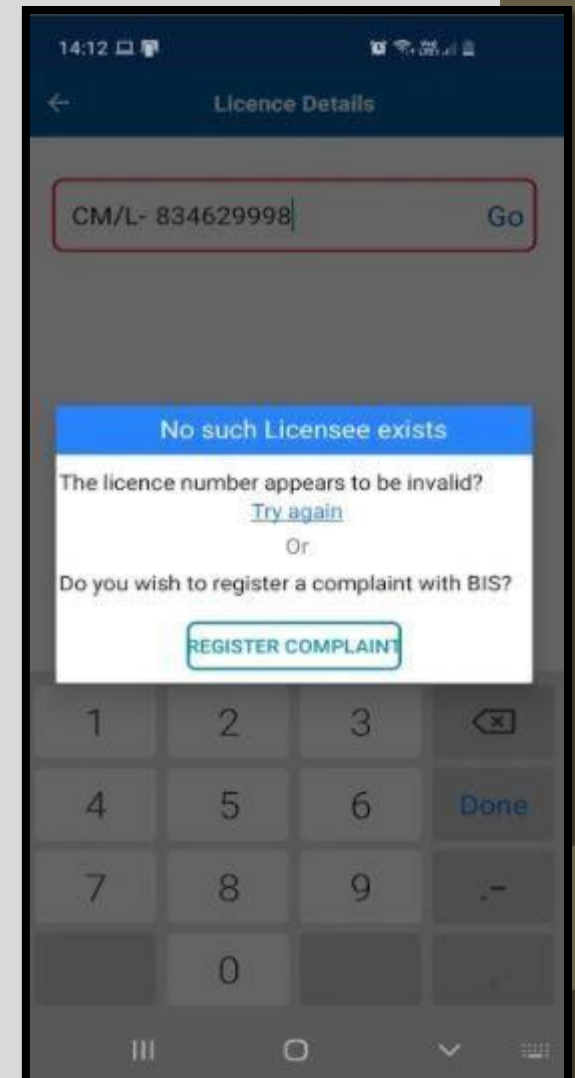 14:12
Licence Details
CM/L- 834629998 Go
No such Licensee exists
The licence number appears to be invalid?
Try again
Or
Do you wish to register a complaint with BIS?
REGISTER COMPLAINT
1 2 3
4 5 6 Done
7 8 9 .-
0 ,